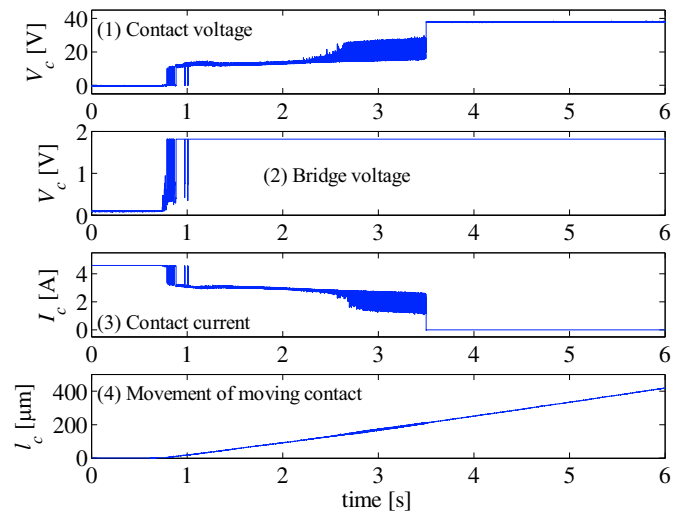 40
20
0
V_c [V]
(1) Contact voltage
0 1 2 3 4 5 6
2
1
0
V_c [V]
(2) Bridge voltage
0 1 2 3 4 5 6
4
2
0
I_c [A]
(3) Contact current
0 1 2 3 4 5 6
400
200
0
l_c [µm]
(4) Movement of moving contact
0 1 2 3 4 5 6
time [s]